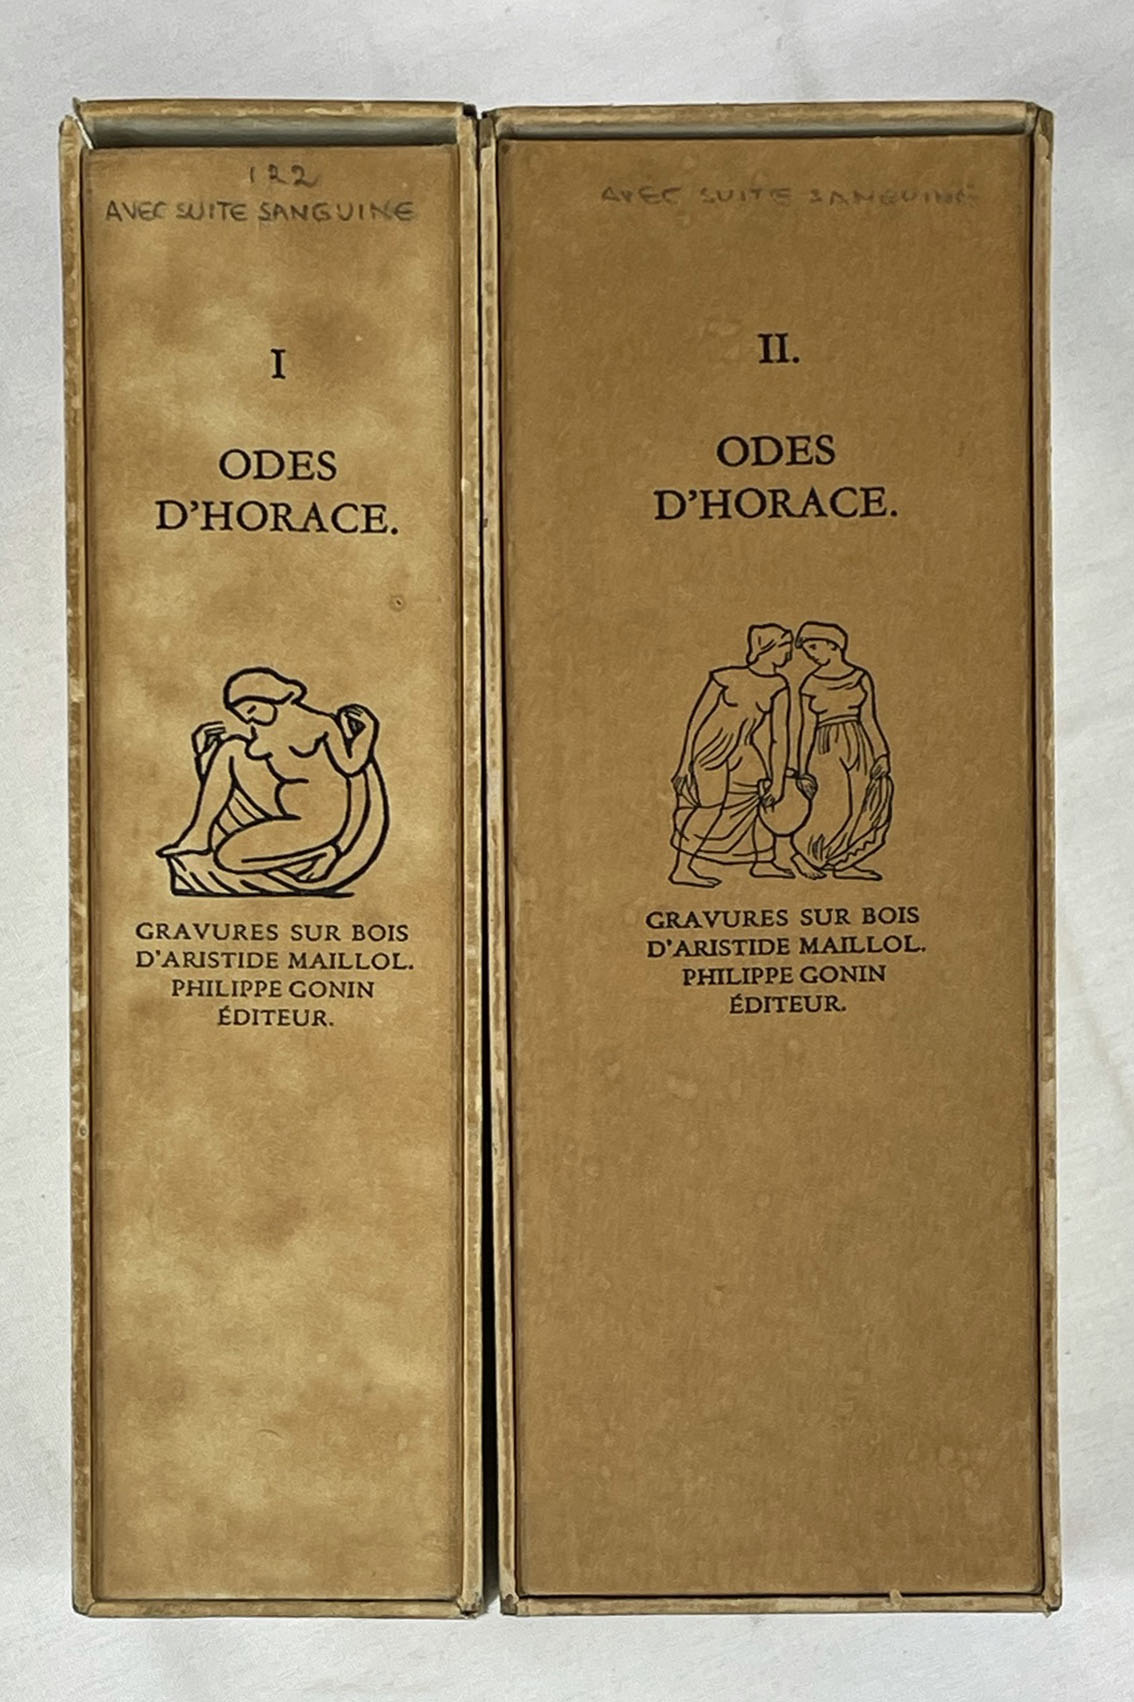 122
AVEC SUITE SANGUINE
I
ODES
D'HORACE.
GRAVURES SUR BOIS
D'ARISTIDE MAILLOL.
PHILIPPE GONIN
ÉDITEUR.
AVEC SUITE SANGUINE
II.
ODES
D'HORACE.
GRAVURES SUR BOIS
D'ARISTIDE MAILLOL.
PHILIPPE GONIN
ÉDITEUR.